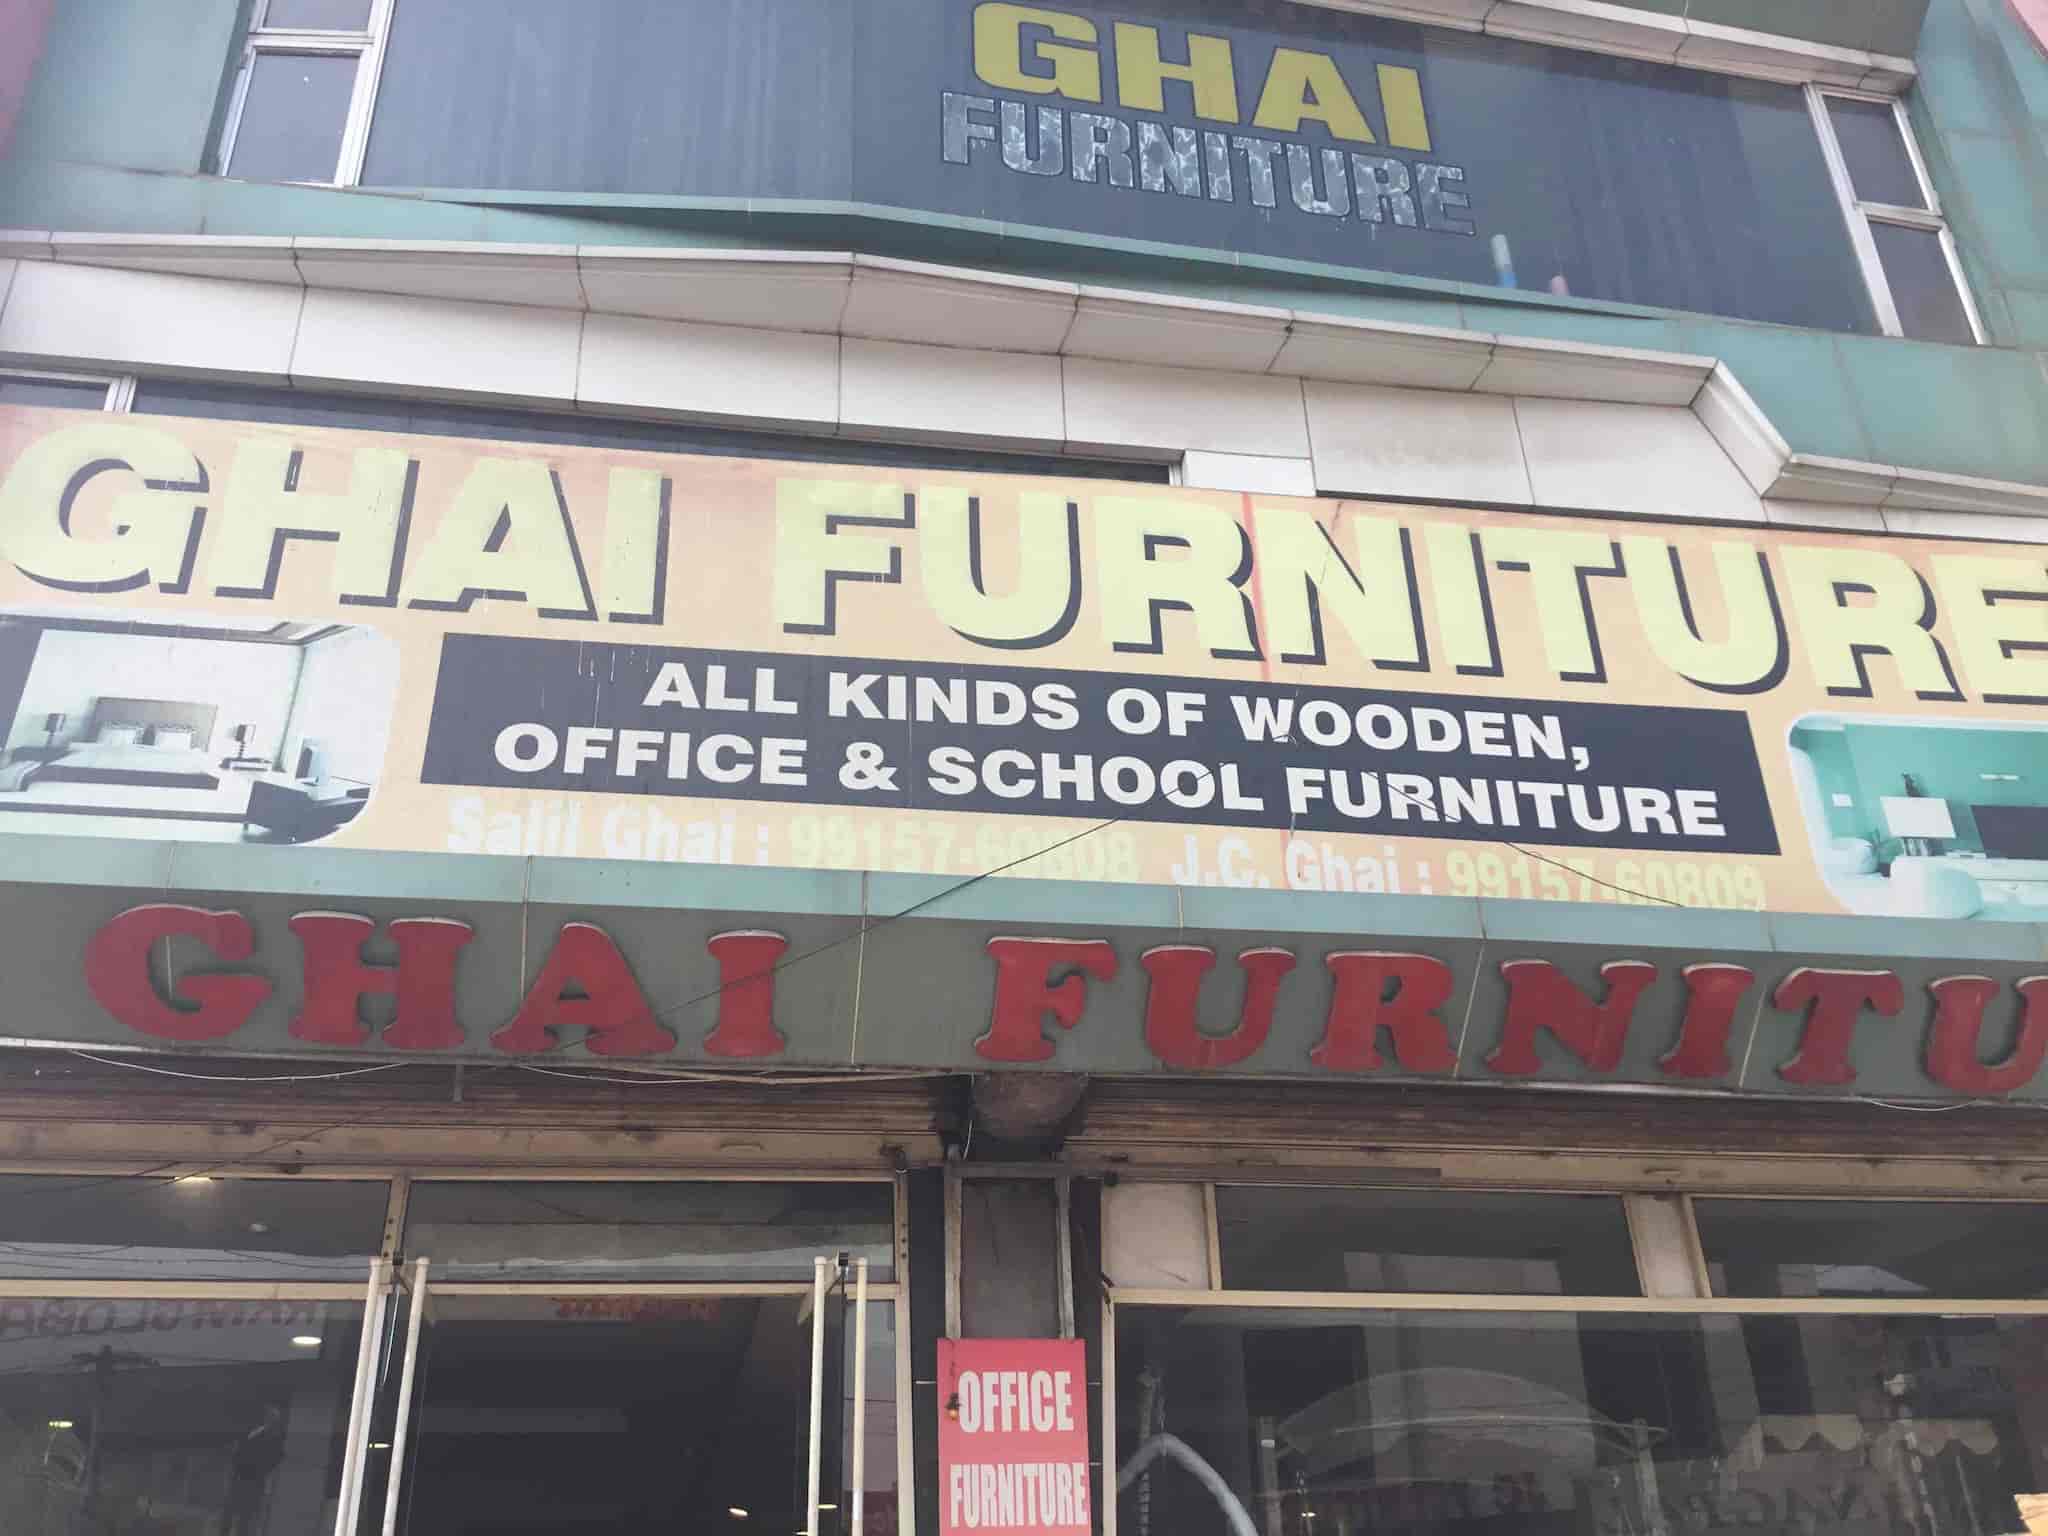 GHAI
FURNITURE
GHAI FURNITURE
ALL KINDS OF WOODEN,
OFFICE & SCHOOL FURNITURE
Salil Ghai : 99157-60808 J.C. Ghai : 99157-60809
GHAI FURNITU
OFFICE
FURNITURE